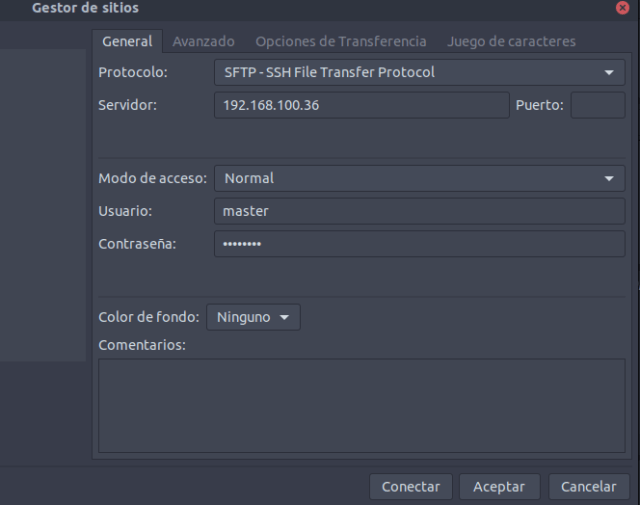 Gestor de sitios
General Avanzado Opciones de Transferencia Juego de caracteres
Protocolo: SFTP - SSH File Transfer Protocol
Servidor: 192.168.100.36 Puerto:
Modo de acceso: Normal
Usuario: master
Contraseña: ••••••••
Color de fondo: Ninguno
Comentarios:
Conectar Aceptar Cancelar